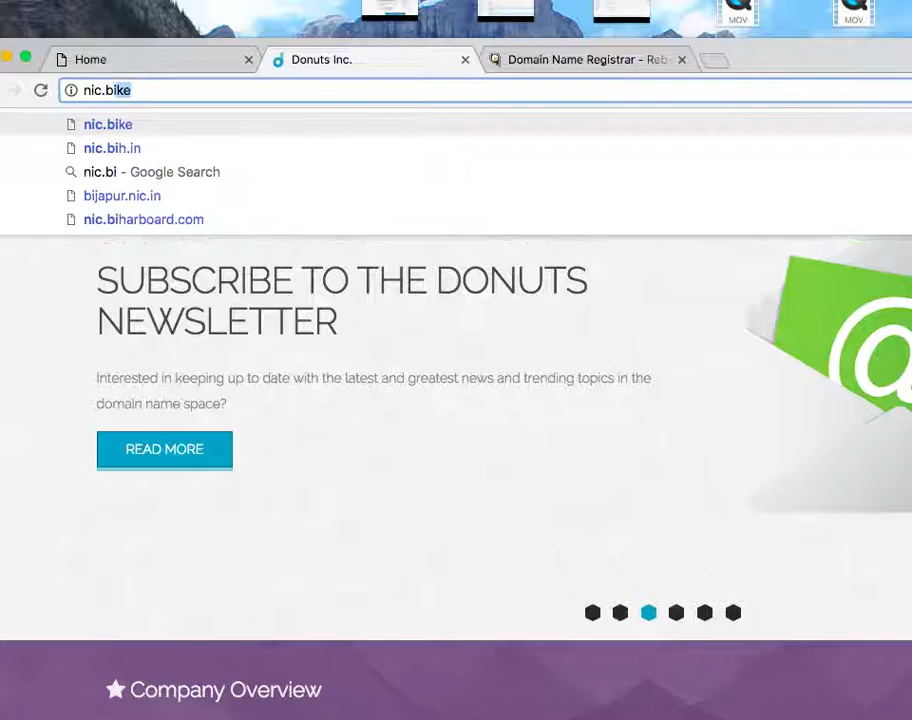 MOV
MOV
Home
Donuts Inc.
Domain Name Registrar - Reb
nic.bike
nic.bike
nic.bih.in
nic.bi - Google Search
bijapur.nic.in
nic.biharboard.com
SUBSCRIBE TO THE DONUTS
NEWSLETTER
Interested in keeping up to date with the latest and greatest news and trending topics in the
domain name space?
READ MORE
@
Company Overview